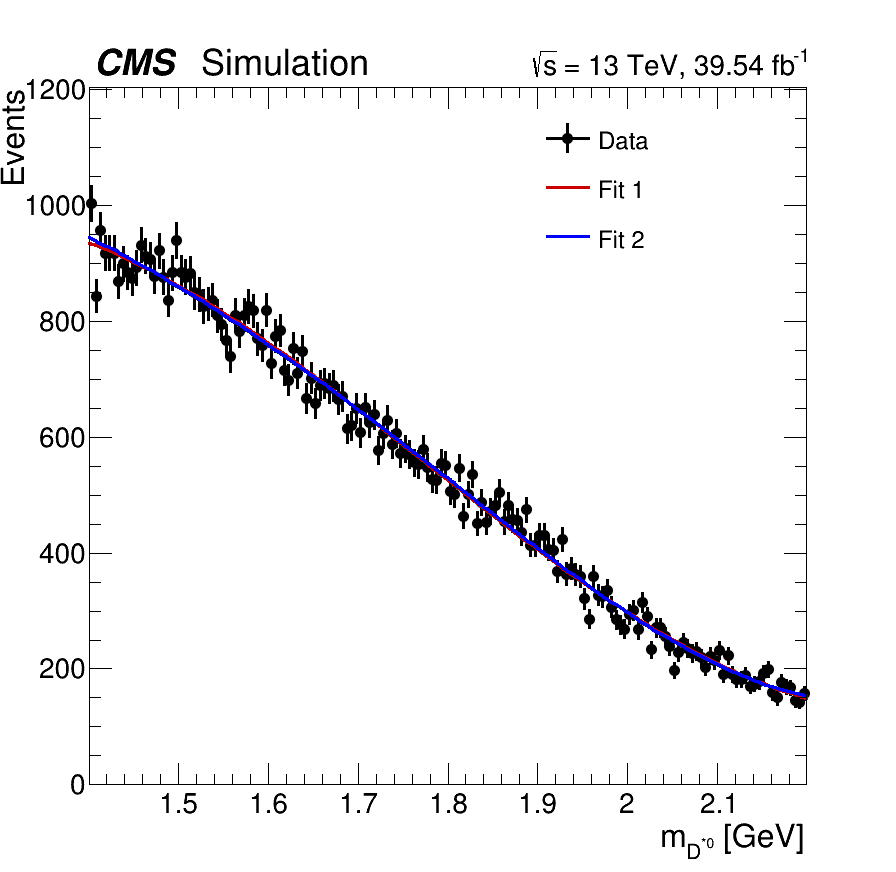 CMS Simulation √s = 13 TeV, 39.54 fb⁻¹
Events
1200
1000
800
600
400
200
0
Data
Fit 1
Fit 2
1.5 1.6 1.7 1.8 1.9 2 2.1
m_{D^{*0}} [GeV]